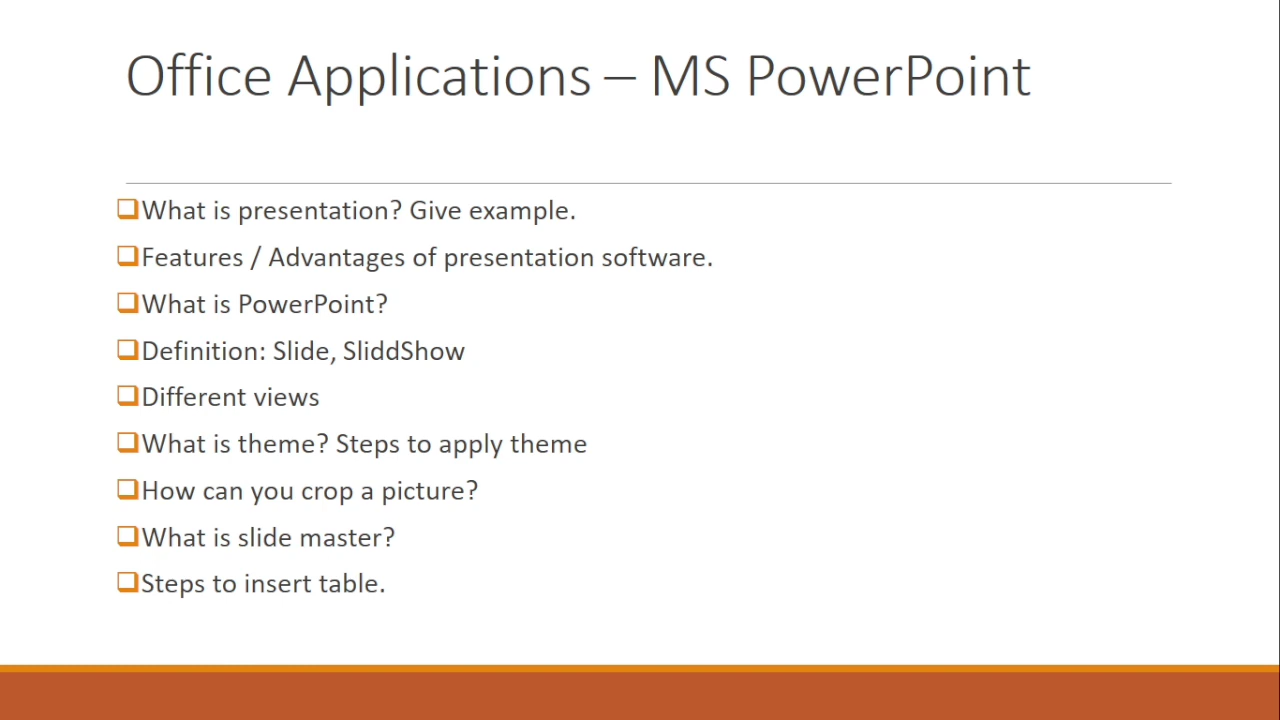 Office Applications – MS PowerPoint
What is presentation? Give example.
Features / Advantages of presentation software.
What is PowerPoint?
Definition: Slide, SliddShow
Different views
What is theme? Steps to apply theme
How can you crop a picture?
What is slide master?
Steps to insert table.